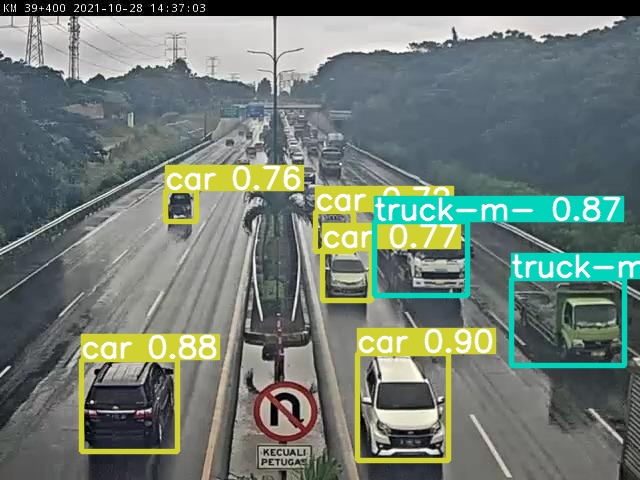 KM 39+400 2021-10-28 14:37:03
car 0.76
truck-m- 0.87
car 0.77
truck-m
car 0.88
car 0.90
KECUALI
PETUGAS